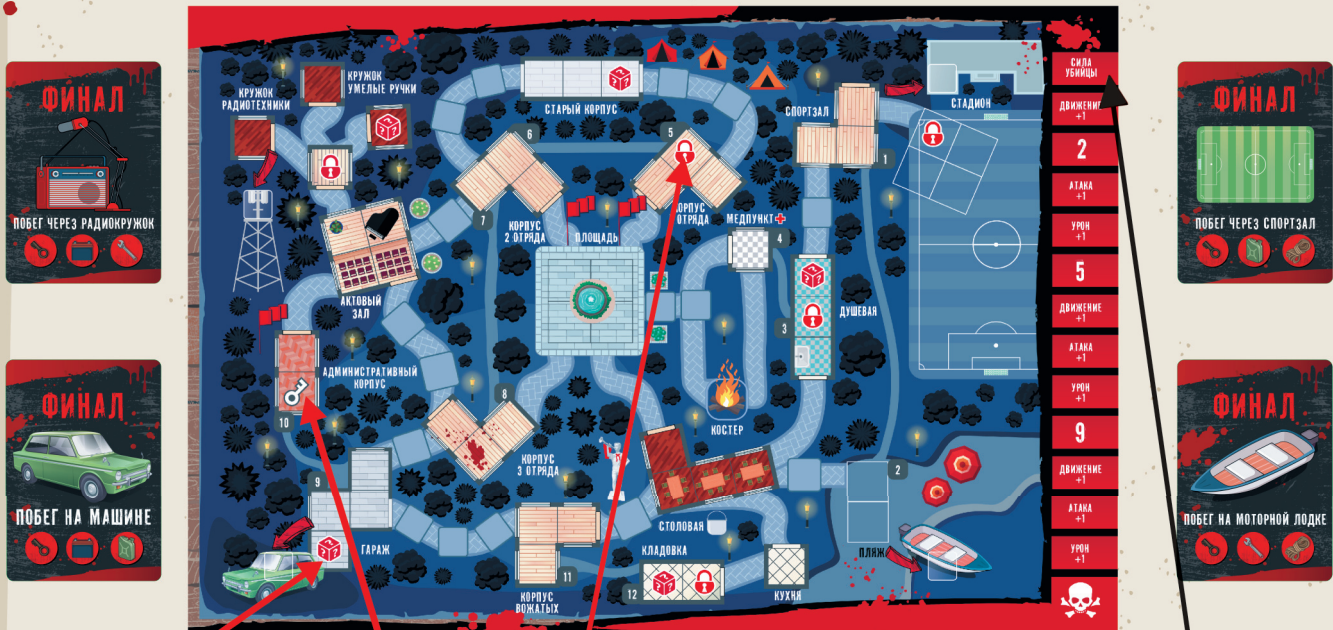 ФИНАЛ
ПОБЕГ ЧЕРЕЗ РАДИОКРУЖОК
ФИНАЛ
ПОБЕГ НА МАШИНЕ
КРУЖОК
РАДИОТЕХНИКИ
КРУЖОК
УМЕЛЫЕ РУЧКИ
СТАРЫЙ КОРПУС
6
5
7
КОРПУС
2 ОТРЯДА
ПЛОЩАДЬ
КОРПУС
ОТРЯДА
МЕДПУНКТ
4
СПОРТЗАЛ
1
СТАДИОН
АКТОВЫЙ
ЗАЛ
ДУШЕВАЯ
3
АДМИНИСТРАТИВНЫЙ
КОРПУС
10
8
КОРПУС
3 ОТРЯДА
КОСТЕР
9
ГАРАЖ
2
СТОЛОВАЯ
ПЛЯЖ
КЛАДОВКА
12
КУХНЯ
11
КОРПУС
ВОЖАТЫХ
СИЛА
УБИЙЦЫ
ДВИЖЕНИЕ
+1
2
АТАКА
+1
УРОН
+1
5
ДВИЖЕНИЕ
+1
АТАКА
+1
УРОН
+1
9
ДВИЖЕНИЕ
+1
АТАКА
+1
УРОН
+1
ФИНАЛ
ПОБЕГ ЧЕРЕЗ СПОРТЗАЛ
ФИНАЛ
ПОБЕГ НА МОТОРНОЙ ЛОДКЕ